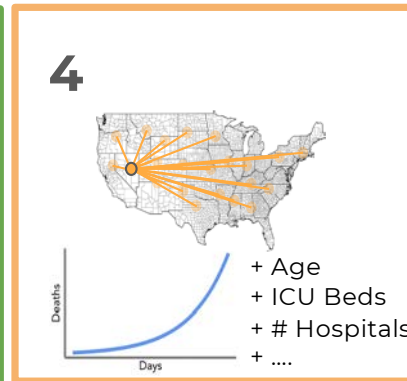 4
Deaths
Days
+ Age
+ ICU Beds
+ # Hospitals
+ ....